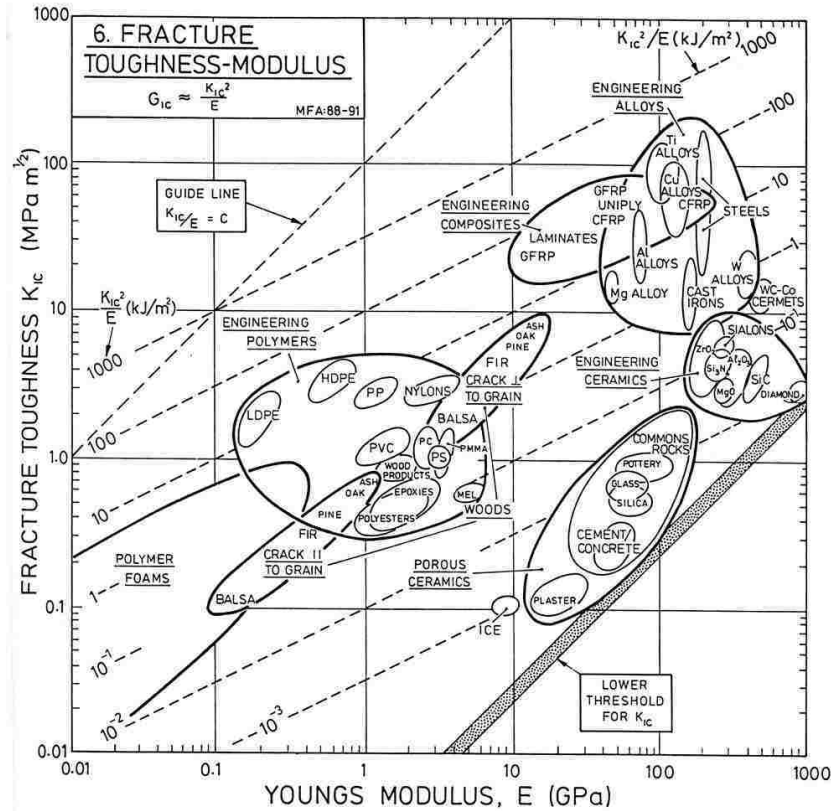 6. FRACTURE
TOUGHNESS-MODULUS
G_IC ≈ K_IC²/E
MFA:88-91
K_IC²/E (kJ/m²)
1000
100
10
1
10⁻¹
GUIDE LINE
K_IC/E = C
K_IC²/E (kJ/m²)
1000
100
10
1
10⁻¹
10⁻²
10⁻³
ENGINEERING
ALLOYS
Ti
ALLOYS
Cu
ALLOYS
CFRP
STEELS
GFRP
UNIPLY
CFRP
ENGINEERING
COMPOSITES
LAMINATES
GFRP
Al
ALLOYS
Mg ALLOY
CAST
IRONS
W
ALLOYS
WC-Co
CERMETS
ENGINEERING
POLYMERS
LDPE
HDPE
PP
NYLONS
PVC
PC
PS
PMMA
WOOD
PRODUCTS
EPOXIES
POLYESTERS
MEL
ASH
OAK
PINE
FIR
CRACK ⊥
TO GRAIN
BALSA
WOODS
ASH
OAK
PINE
FIR
CRACK II
TO GRAIN
BALSA
POLYMER
FOAMS
ENGINEERING
CERAMICS
ZrO
SIALONS
Al₂O₃
Si₃N
MgO
SiC
DIAMOND
COMMONS
ROCKS
POTTERY
GLASS
SILICA
CEMENT/
CONCRETE
POROUS
CERAMICS
PLASTER
ICE
LOWER
THRESHOLD
FOR K_IC
FRACTURE TOUGHNESS K_IC (MPa m^½)
1000
100
10
1.0
0.1
0.01
0.01
0.1
1
10
100
1000
YOUNGS MODULUS, E (GPa)